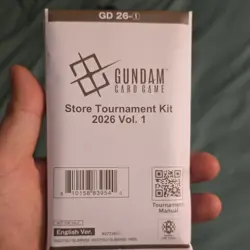 GD 26-①
GUNDAM
CARD GAME
Store Tournament Kit
2026 Vol. 1
Tournament
Manual
English Ver.